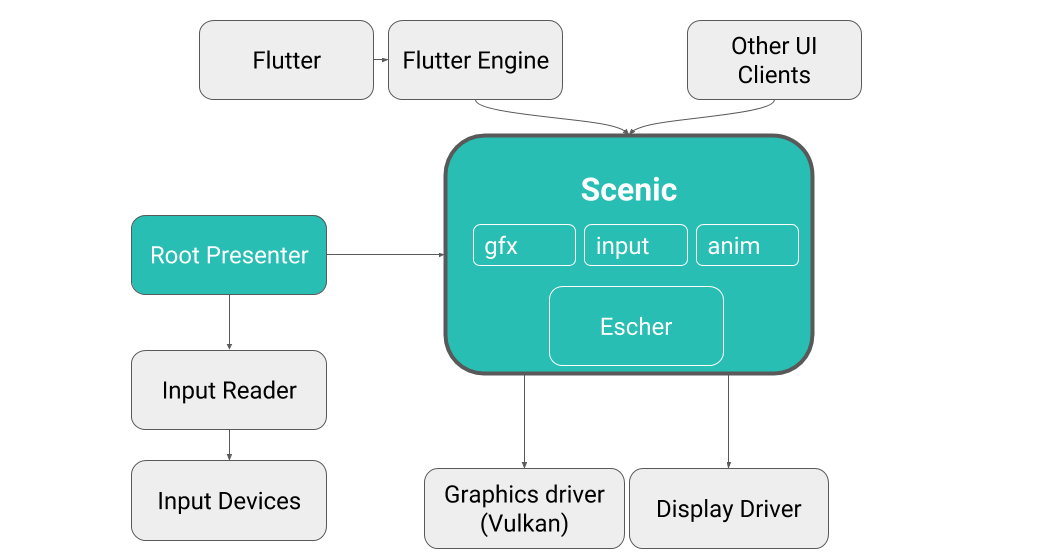 Flutter
Flutter Engine
Other UI
Clients
Scenic
gfx
input
anim
Escher
Root Presenter
Input Reader
Input Devices
Graphics driver
(Vulkan)
Display Driver